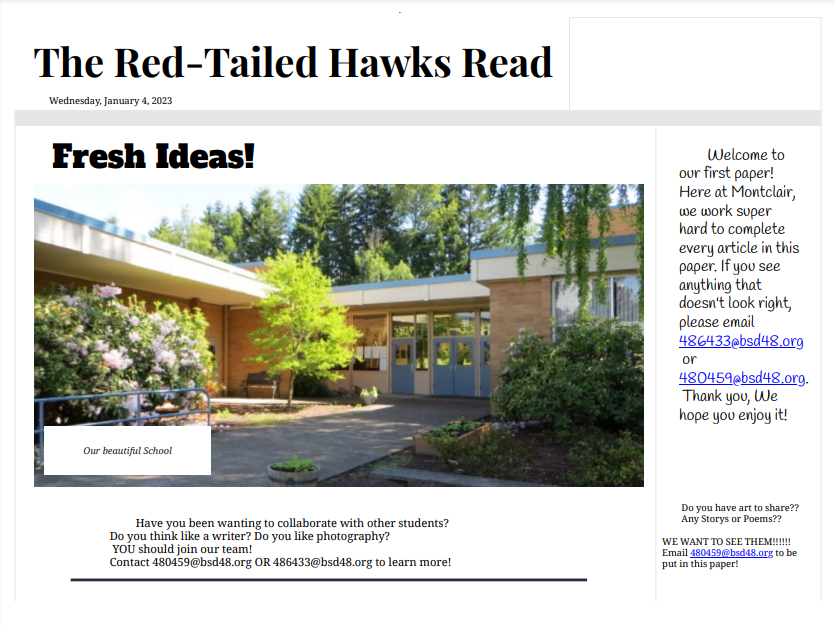 The Red-Tailed Hawks Read
Wednesday, January 4, 2023
Fresh Ideas!
Our beautiful School
Have you been wanting to collaborate with other students?
Do you think like a writer? Do you like photography?
YOU should join our team!
Contact 480459@bsd48.org OR 486433@bsd48.org to learn more!
Welcome to
our first paper!
Here at Montclair,
we work super
hard to complete
every article in this
paper. If you see
anything that
doesn't look right,
please email
486433@bsd48.org
or
480459@bsd48.org.
Thank you, We
hope you enjoy it!
Do you have art to share??
Any Storys or Poems??
WE WANT TO SEE THEM!!!!!!
Email 480459@bsd48.org to be
put in this paper!